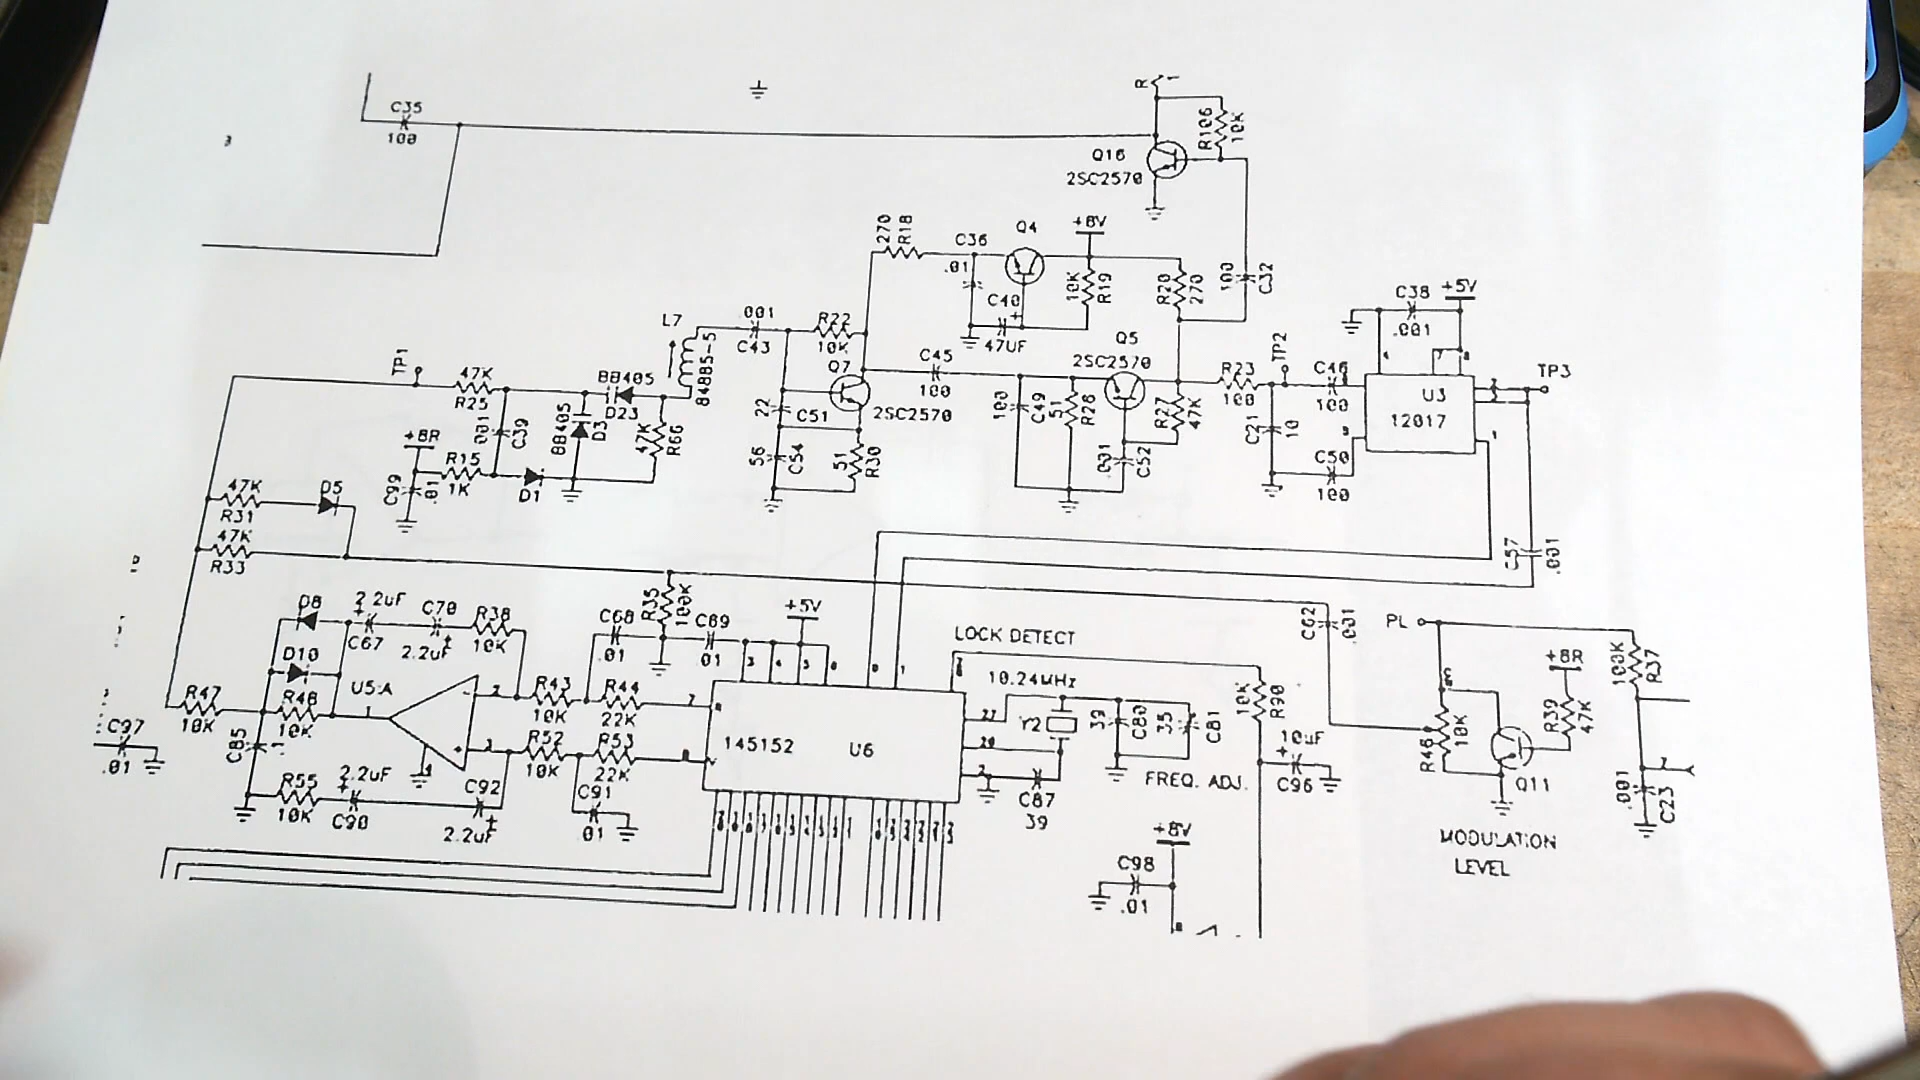 C35
100
R
R106
10K
Q16
2SC2570
270
R18
C36
.01
Q4
+8V
C40
+
47UF
10K
R19
R20
270
100
C32
L7
84885-5
001
C43
R22
10K
Q7
2SC2570
C45
100
Q5
2SC2570
R23
100
TP2
C46
100
C38
.001
+5V
U3
12017
TP3
TP1
47K
R25
BB405
D23
.001
C39
BB405
D3
47K
R66
22
C51
56
C54
51
R30
100
C49
51
R26
R27
47K
.001
C52
C21
10
C50
100
+8R
R15
1K
C99
.01
D1
47K
R31
D5
47K
R33
C57
.001
D8
2.2uF
+
C67
C70
2.2uF
+
R38
10K
D10
R48
10K
U5:A
R47
10K
C97
.01
C85
.1
R55
10K
2.2uF
+
C90
C92
2.2uF
+
R43
10K
R44
22K
R52
10K
R53
22K
C91
01
C68
.01
R35
100K
C69
01
+5V
LOCK DETECT
145152
U6
10.24MHz
Y2
39
C80
35
C81
FREQ. ADJ.
C87
39
10K
R90
10uF
+
C96
C62
.001
PL
R46
10K
+8R
R39
47K
Q11
100K
R37
.001
C23
MODULATION
LEVEL
+8V
C98
.01